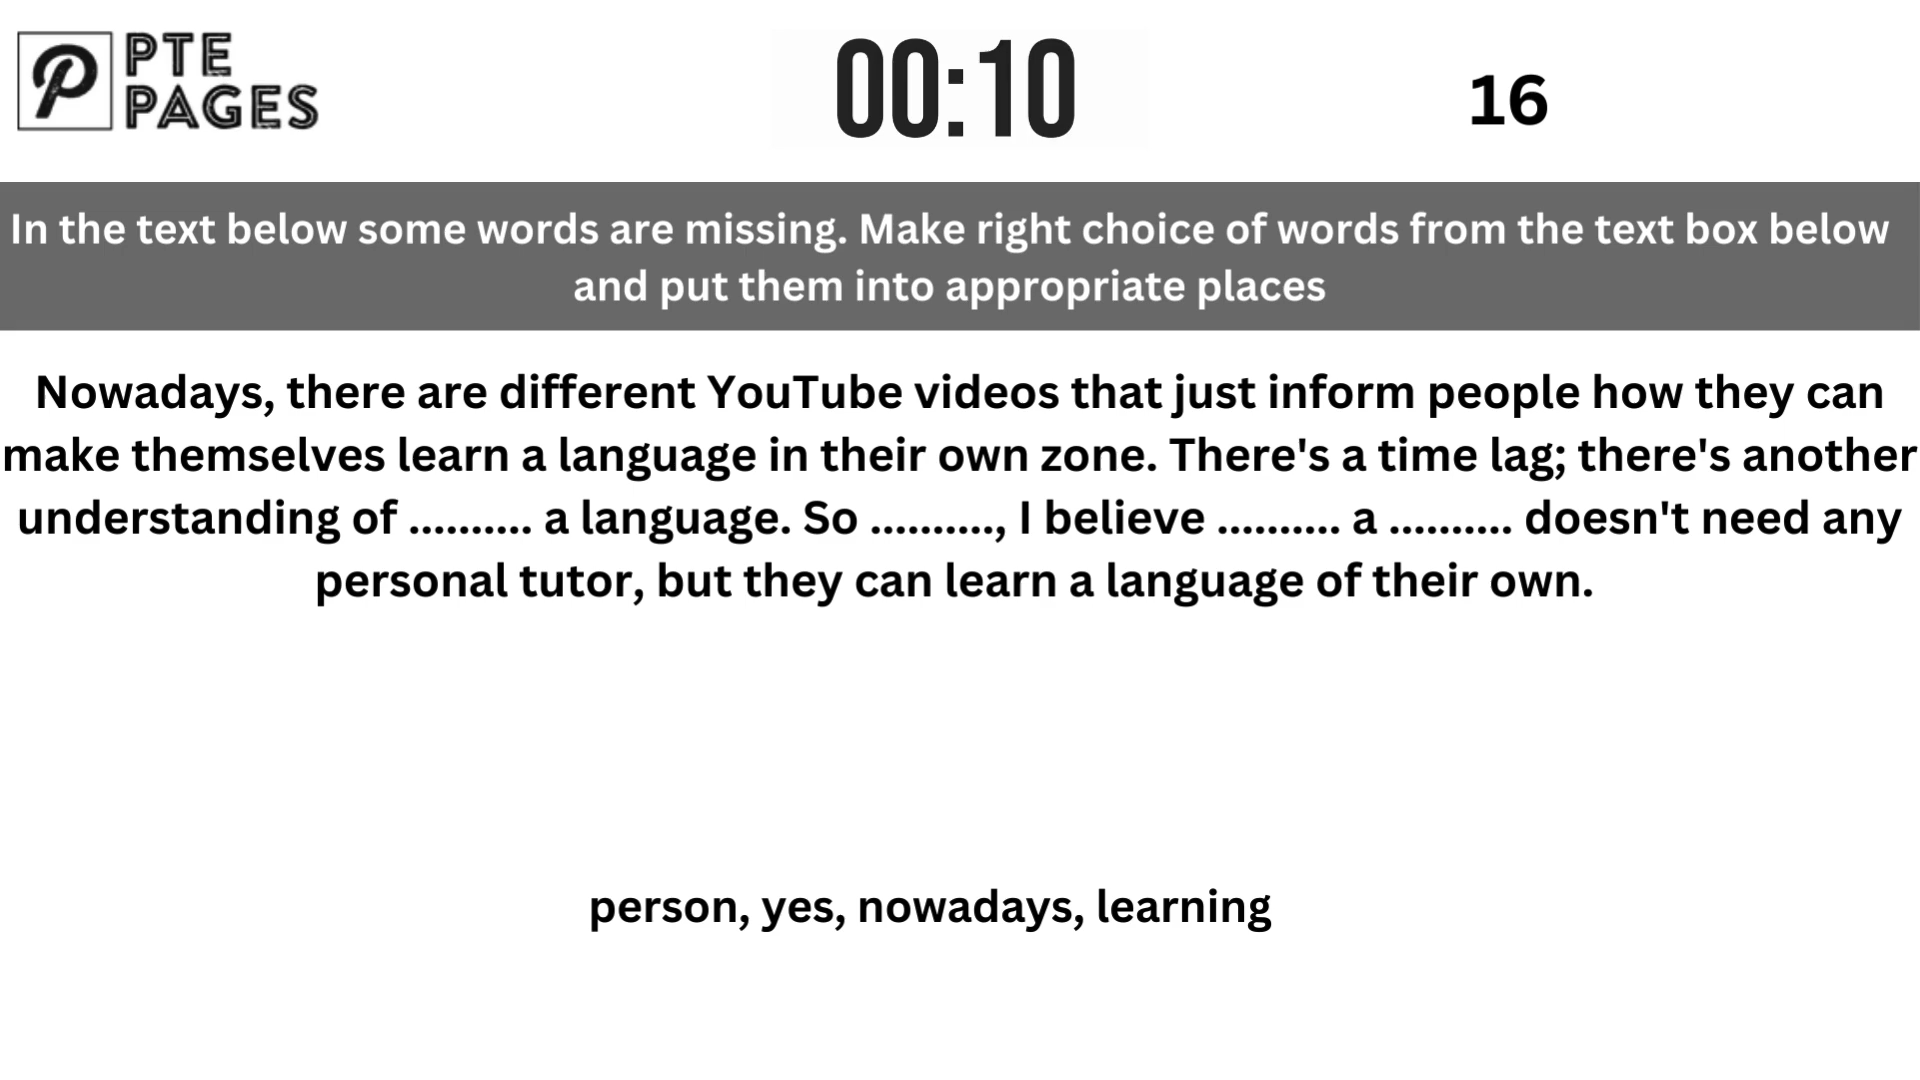 PTE
PAGES
00:10
16
In the text below some words are missing. Make right choice of words from the text box below
and put them into appropriate places
Nowadays, there are different YouTube videos that just inform people how they can
make themselves learn a language in their own zone. There's a time lag; there's another
understanding of .......... a language. So .........., I believe .......... a .......... doesn't need any
personal tutor, but they can learn a language of their own.
person, yes, nowadays, learning